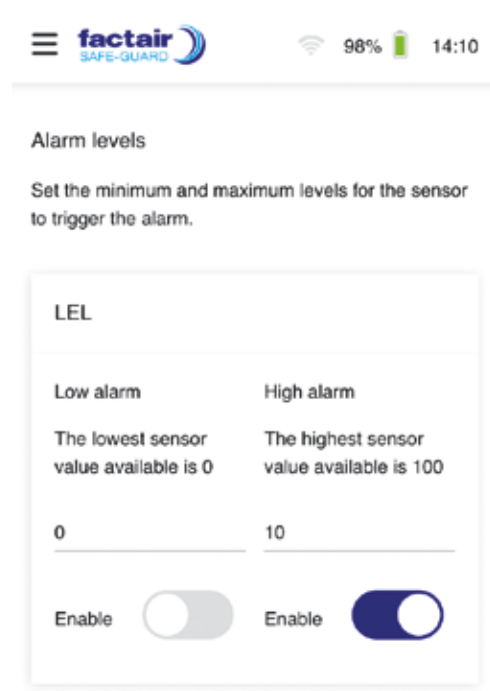 factair
SAFE-GUARD
98%
14:10
Alarm levels
Set the minimum and maximum levels for the sensor
to trigger the alarm.
LEL
Low alarm
The lowest sensor
value available is 0
0
Enable
High alarm
The highest sensor
value available is 100
10
Enable